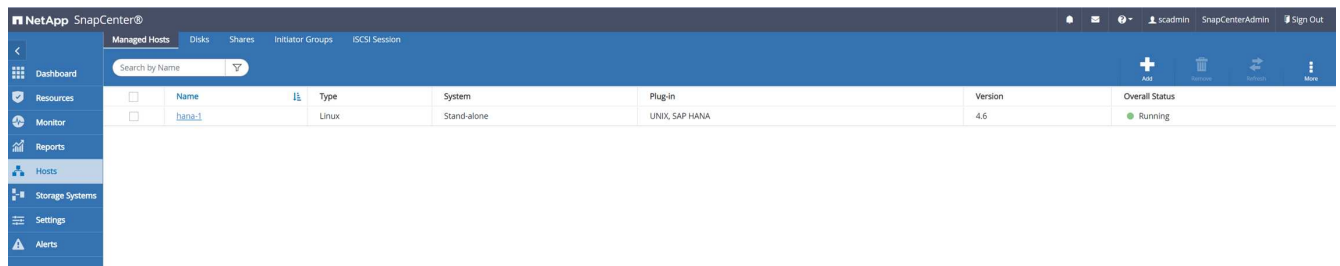 NetApp SnapCenter®
scadmin SnapCenterAdmin Sign Out
Managed Hosts Disks Shares Initiator Groups iSCSI Session
Search by Name
Dashboard
Resources
Monitor
Reports
Hosts
Storage Systems
Settings
Alerts
Add Remove Refresh More
Name Type System Plug-in Version Overall Status
hana-1 Linux Stand-alone UNIX, SAP HANA 4.6 Running